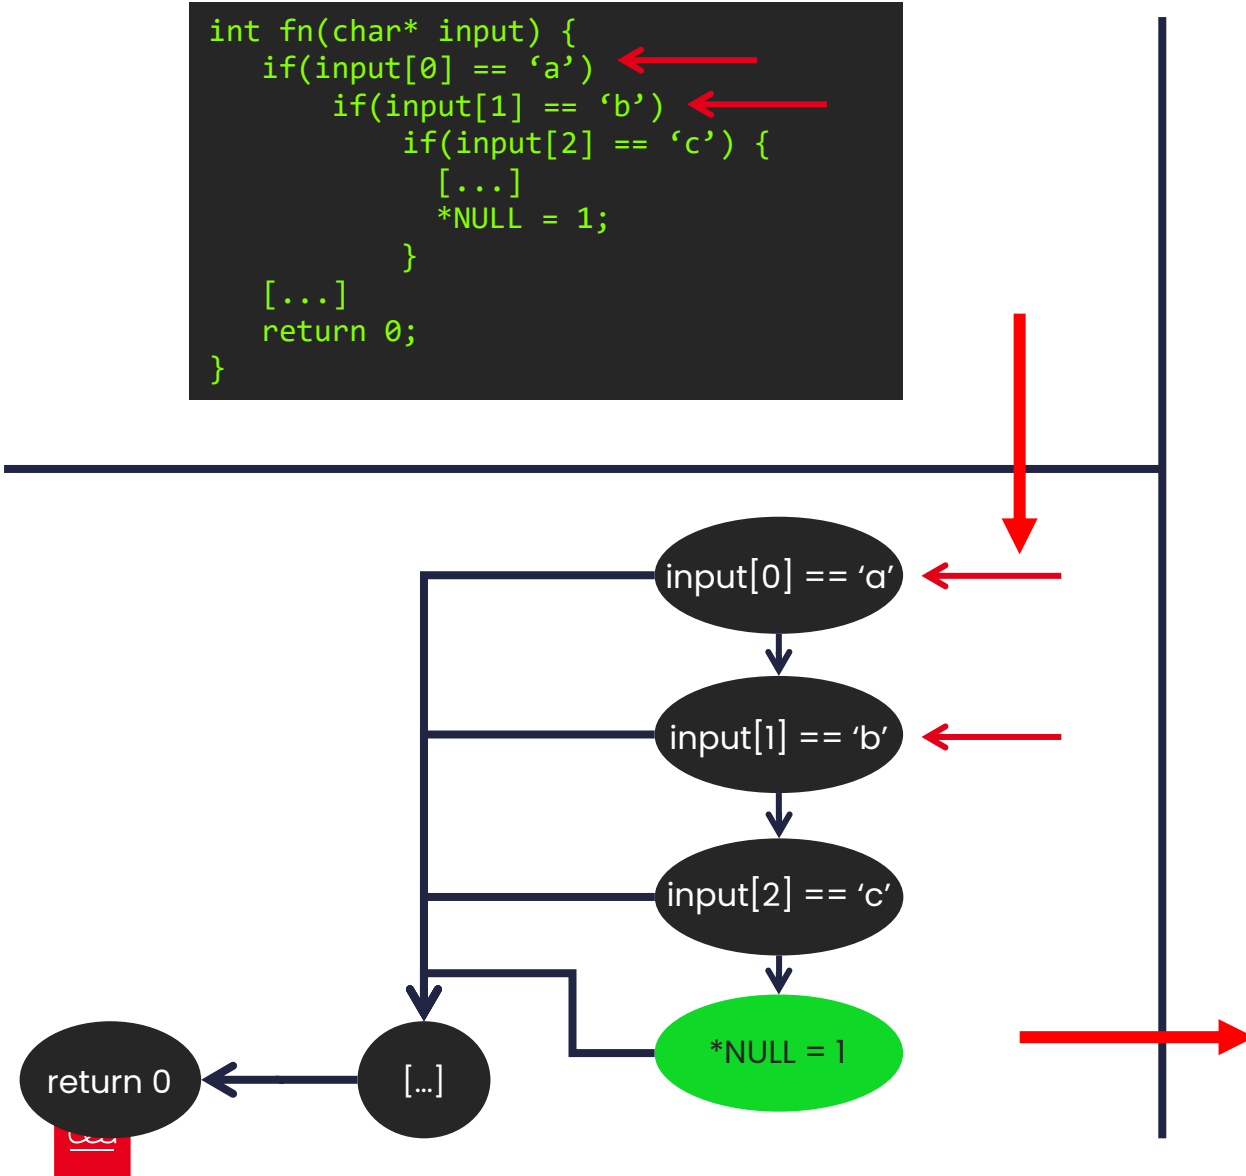 int fn(char* input) {
if(input[0] == ‘a’)
if(input[1] == ‘b’)
if(input[2] == ‘c’) {
[...]
*NULL = 1;
}
[...]
return 0;
}
input[0] == ‘a’
input[1] == ‘b’
input[2] == ‘c’
*NULL = 1
[…]
return 0